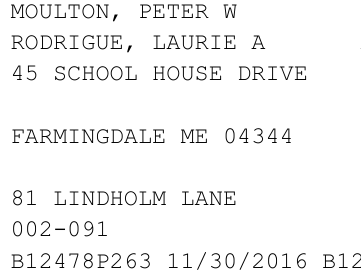 MOULTON, PETER W
RODRIGUE, LAURIE A
45 SCHOOL HOUSE DRIVE
FARMINGDALE ME 04344
81 LINDHOLM LANE
002-091
B12478P263 11/30/2016 B12